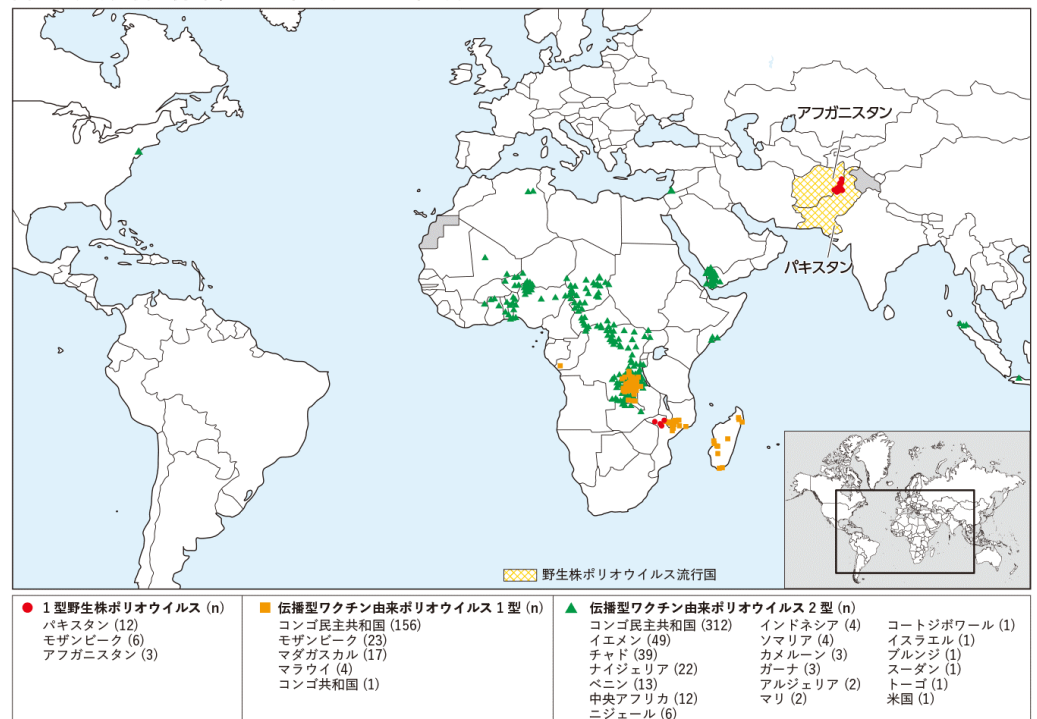 アフガニスタン
パキスタン
野生株ポリオウイルス流行国
● 1型野生株ポリオウイルス (n)
パキスタン (12)
モザンビーク (6)
アフガニスタン (3)
■ 伝播型ワクチン由来ポリオウイルス1型 (n)
コンゴ民主共和国 (156)
モザンビーク (23)
マダガスカル (17)
マラウイ (4)
コンゴ共和国 (1)
▲ 伝播型ワクチン由来ポリオウイルス2型 (n)
コンゴ民主共和国 (312)
イエメン (49)
チャド (39)
ナイジェリア (22)
ベニン (13)
中央アフリカ (12)
ニジェール (6)
インドネシア (4)
ソマリア (4)
カメルーン (3)
ガーナ (3)
アルジェリア (2)
マリ (2)
コートジボワール (1)
イスラエル (1)
ブルンジ (1)
スーダン (1)
トーゴ (1)
米国 (1)